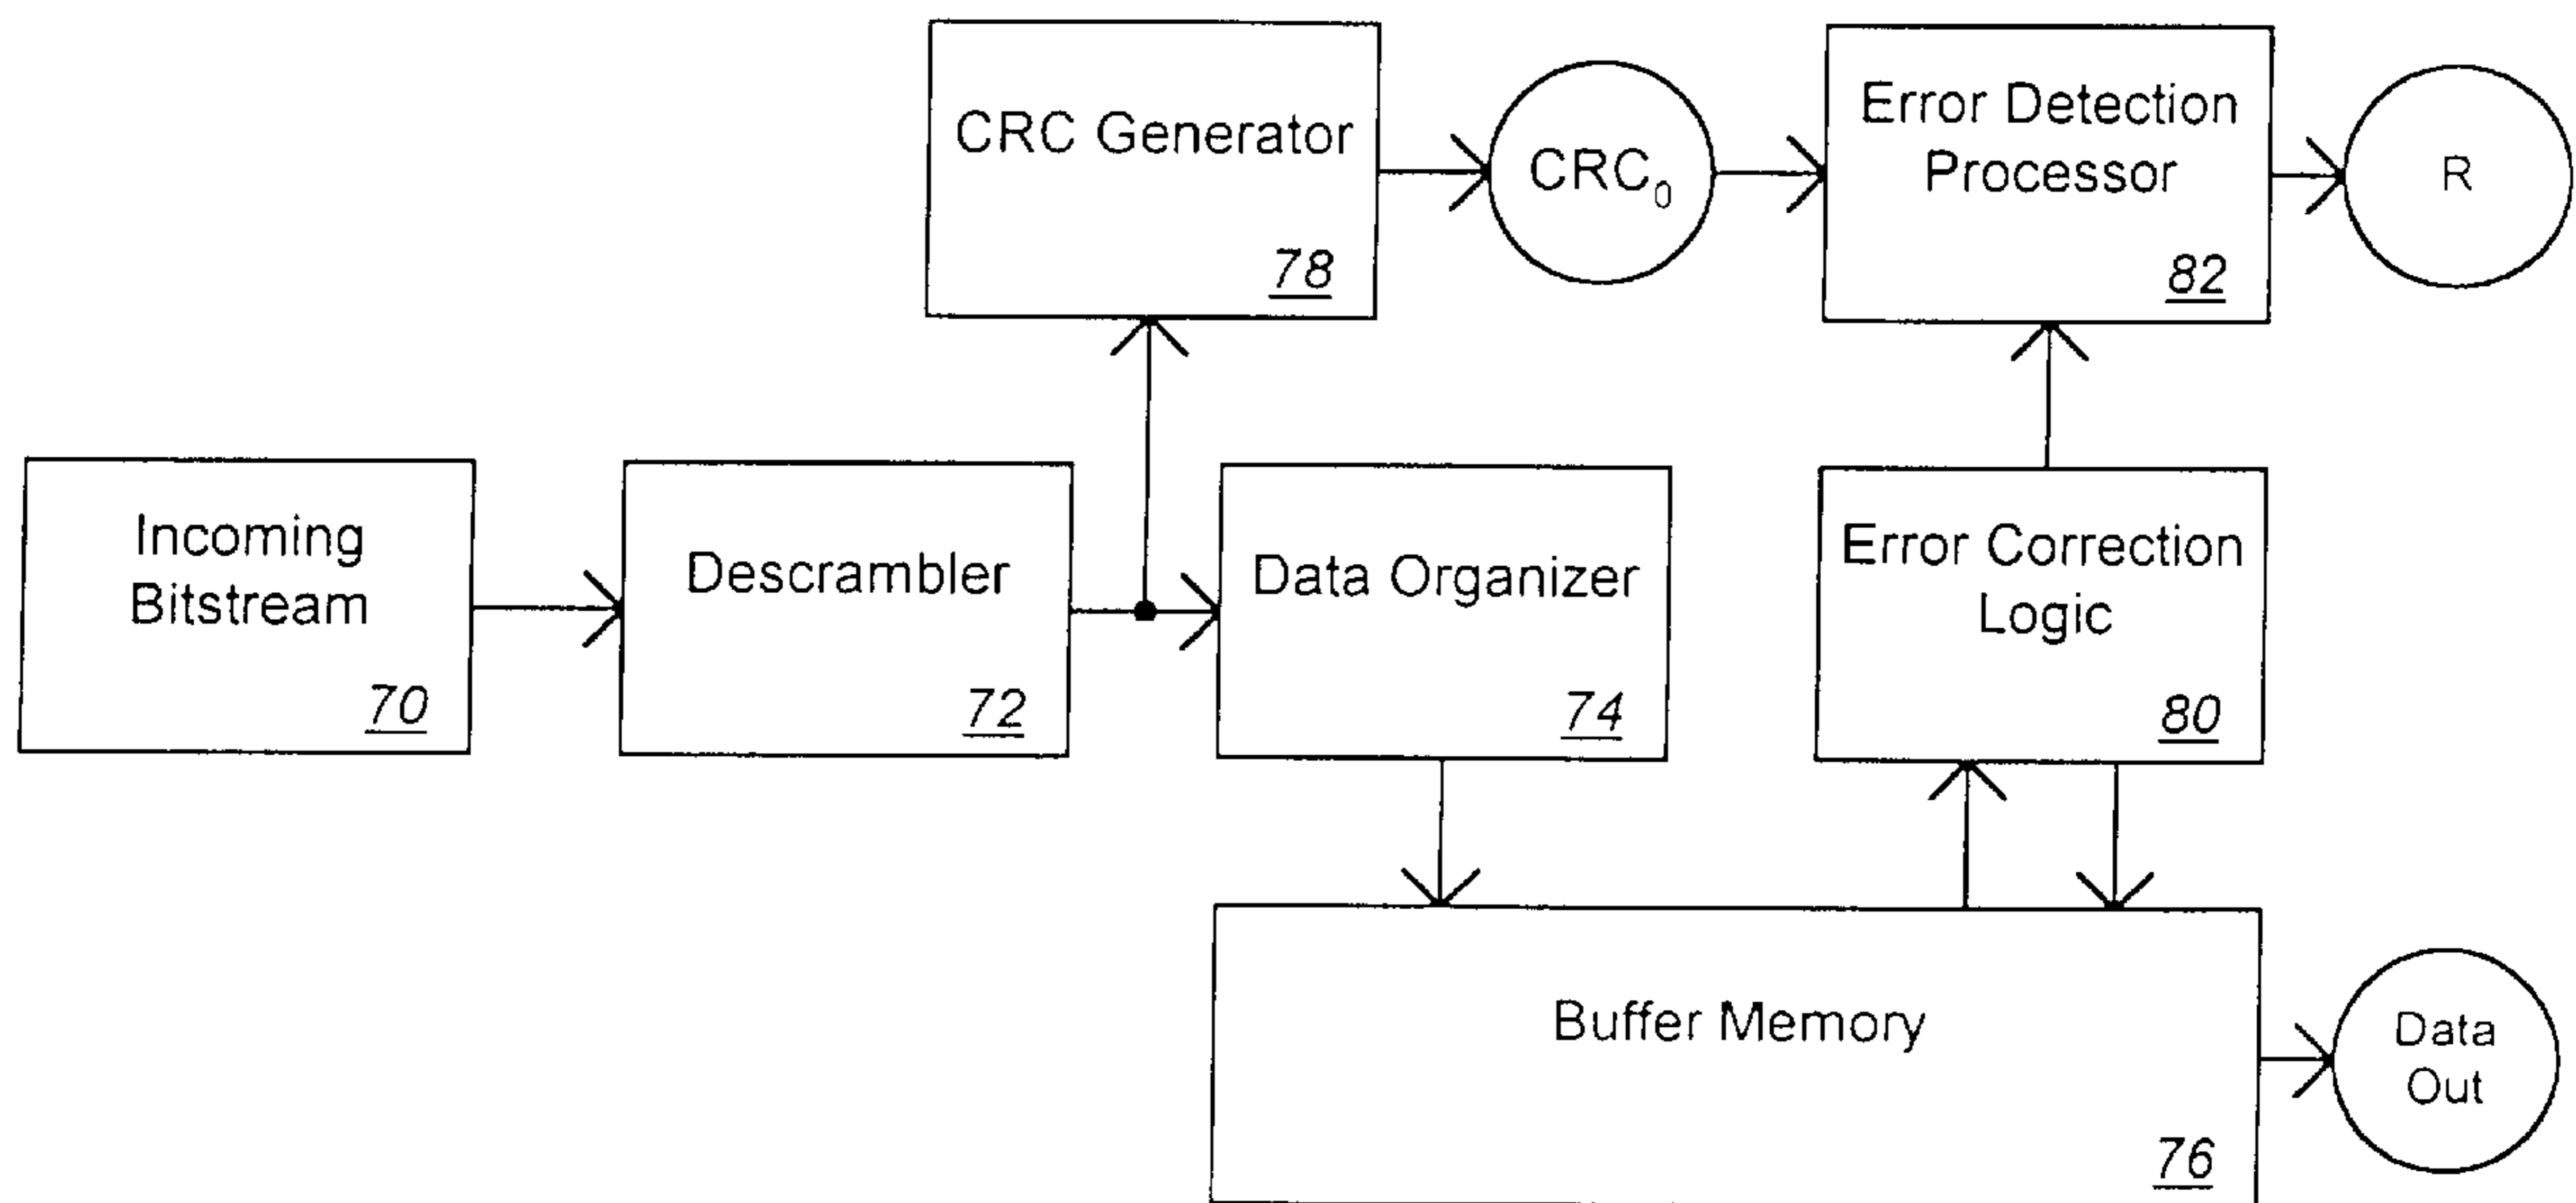 CRC Generator
78
CRC₀
Error Detection
Processor
82
R
Incoming
Bitstream
70
Descrambler
72
Data Organizer
74
Error Correction
Logic
80
Buffer Memory
76
Data
Out